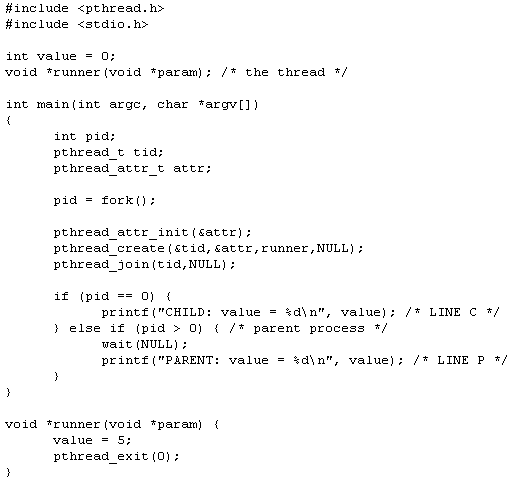 #include <pthread.h>
#include <stdio.h>

int value = 0;
void *runner(void *param); /* the thread */

int main(int argc, char *argv[])
{
      int pid;
      pthread_t tid;
      pthread_attr_t attr;

      pid = fork();

      pthread_attr_init(&attr);
      pthread_create(&tid,&attr,runner,NULL);
      pthread_join(tid,NULL);

      if (pid == 0) {
            printf("CHILD: value = %d\n", value); /* LINE C */
      } else if (pid > 0) { /* parent process */
            wait(NULL);
            printf("PARENT: value = %d\n", value); /* LINE P */
      }
}

void *runner(void *param) {
      value = 5;
      pthread_exit(0);
}